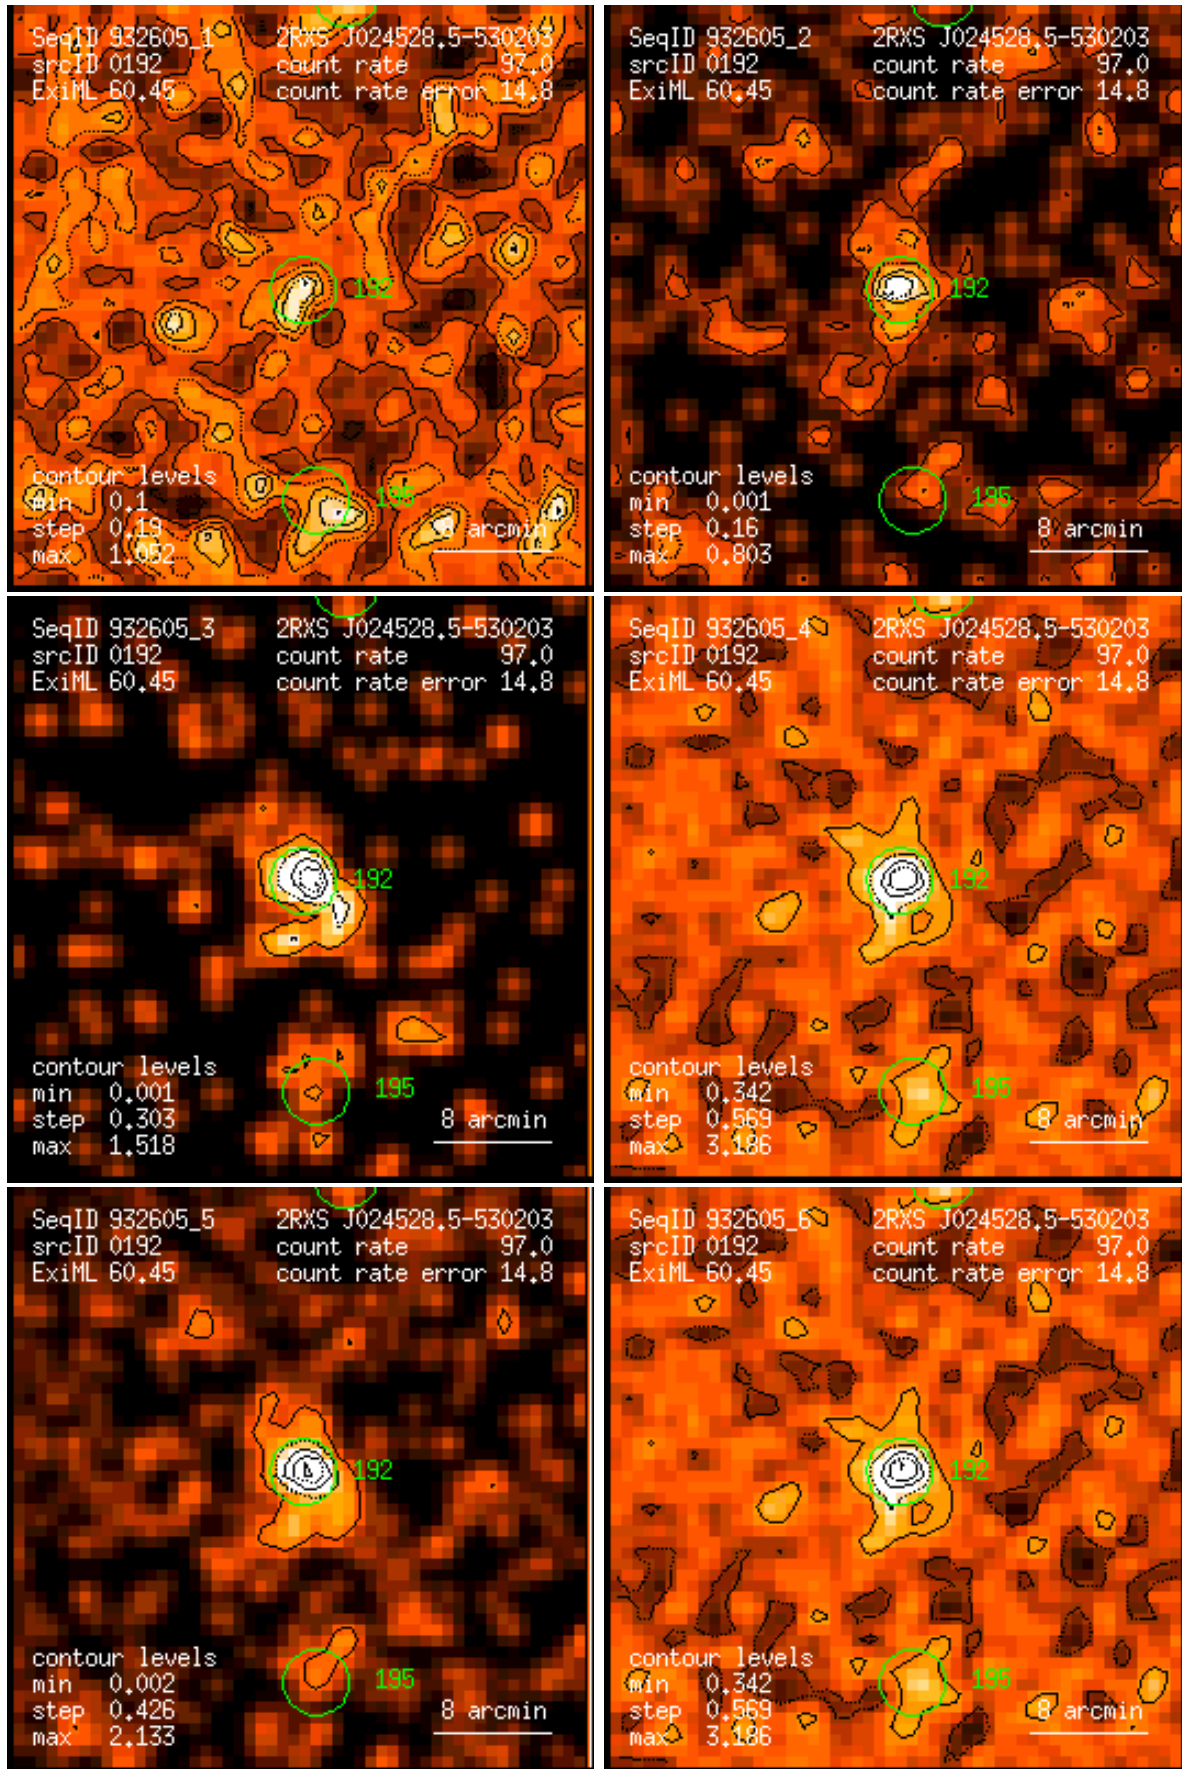 SeqID 932605_1 2RXS J024528.5-530203
srcID 0192 count rate 97.0
ExiML 60.45 count rate error 14.8
192
195
contour levels
min 0.1
step 0.19
max 1.052
8 arcmin
SeqID 932605_2 2RXS J024528.5-530203
srcID 0192 count rate 97.0
ExiML 60.45 count rate error 14.8
192
195
contour levels
min 0.001
step 0.16
max 0.803
8 arcmin
SeqID 932605_3 2RXS J024528.5-530203
srcID 0192 count rate 97.0
ExiML 60.45 count rate error 14.8
192
195
contour levels
min 0.001
step 0.303
max 1.518
8 arcmin
SeqID 932605_4 2RXS J024528.5-530203
srcID 0192 count rate 97.0
ExiML 60.45 count rate error 14.8
192
195
contour levels
min 0.342
step 0.569
max 3.186
8 arcmin
SeqID 932605_5 2RXS J024528.5-530203
srcID 0192 count rate 97.0
ExiML 60.45 count rate error 14.8
192
195
contour levels
min 0.002
step 0.426
max 2.133
8 arcmin
SeqID 932605_6 2RXS J024528.5-530203
srcID 0192 count rate 97.0
ExiML 60.45 count rate error 14.8
192
195
contour levels
min 0.342
step 0.569
max 3.186
8 arcmin